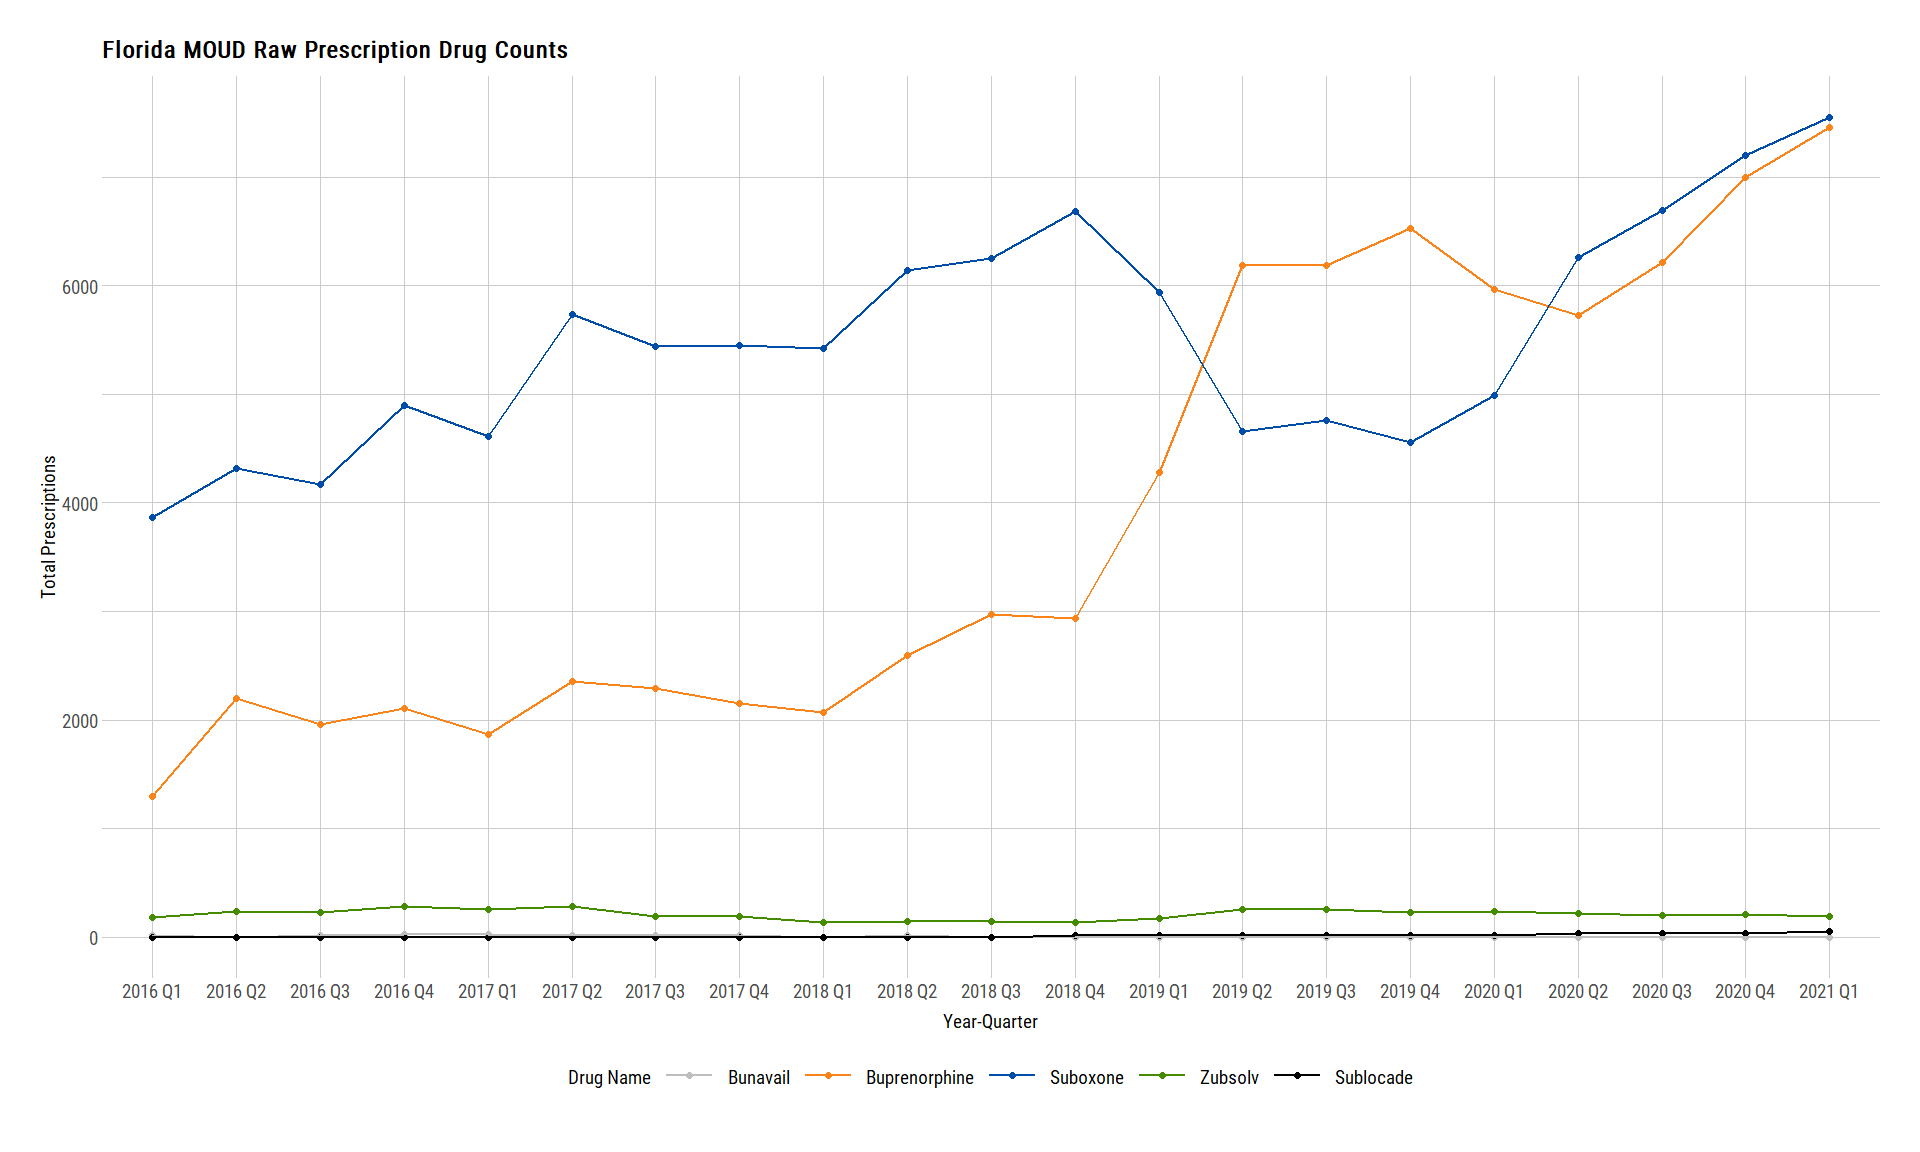 Florida MOUD Raw Prescription Drug Counts
Total Prescriptions
6000
4000
2000
0
2016 Q1 2016 Q2 2016 Q3 2016 Q4 2017 Q1 2017 Q2 2017 Q3 2017 Q4 2018 Q1 2018 Q2 2018 Q3 2018 Q4 2019 Q1 2019 Q2 2019 Q3 2019 Q4 2020 Q1 2020 Q2 2020 Q3 2020 Q4 2021 Q1
Year-Quarter
Drug Name Bunavail Buprenorphine Suboxone Zubsolv Sublocade